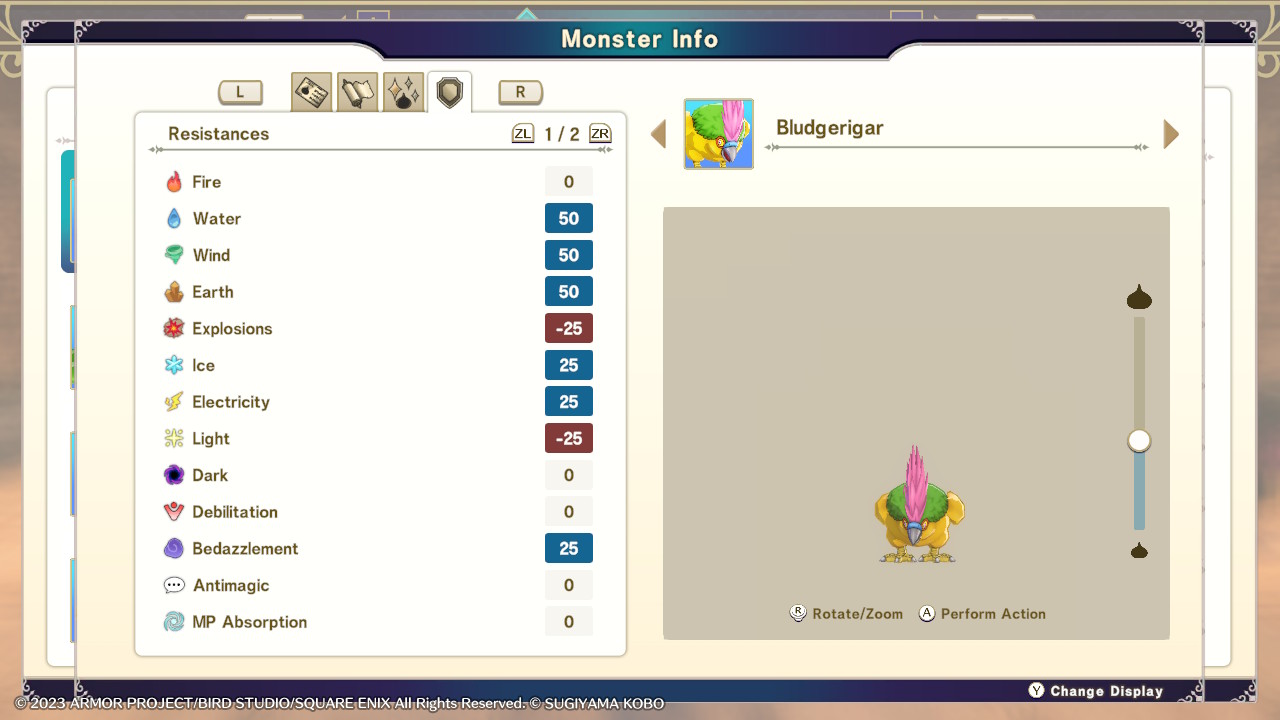 Monster Info
L
R
Resistances
ZL 1 / 2 ZR
Fire 0
Water 50
Wind 50
Earth 50
Explosions -25
Ice 25
Electricity 25
Light -25
Dark 0
Debilitation 0
Bedazzlement 25
Antimagic 0
MP Absorption 0
Bludgerigar
R Rotate/Zoom A Perform Action
Y Change Display
© 2023 ARMOR PROJECT/BIRD STUDIO/SQUARE ENIX All Rights Reserved. © SUGIYAMA KOBO